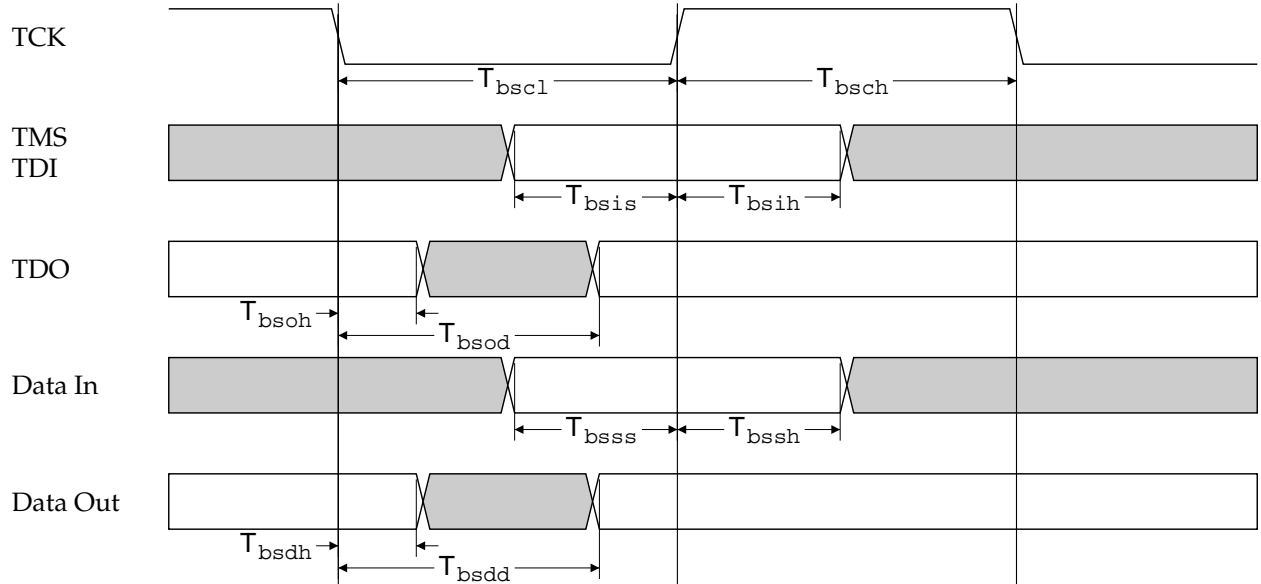 TCK
Tbscl
Tbsch
TMS
TDI
Tbsis
Tbsih
TDO
Tbsoh
Tbsod
Data In
Tbsss
Tbssh
Data Out
Tbsdh
Tbsdd